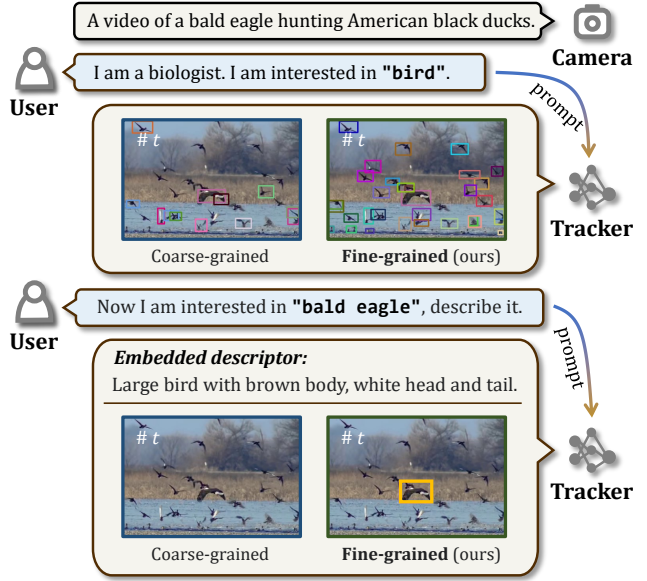 A video of a bald eagle hunting American black ducks.
Camera
I am a biologist. I am interested in "bird".
User
prompt
# t
# t
Coarse-grained
Fine-grained (ours)
Tracker
Now I am interested in "bald eagle", describe it.
User
prompt
Embedded descriptor:
Large bird with brown body, white head and tail.
# t
# t
Coarse-grained
Fine-grained (ours)
Tracker